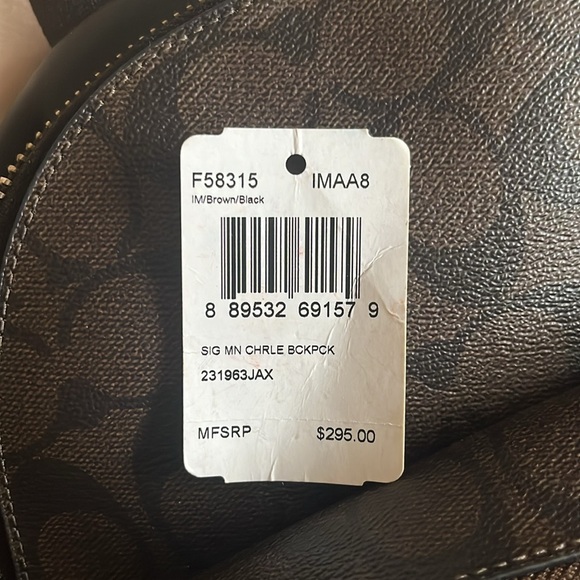 F58315 IMAA8
IM/Brown/Black
8 89532 69157 9
SIG MN CHRLE BCKPCK
231963JAX
MFSRP $295.00